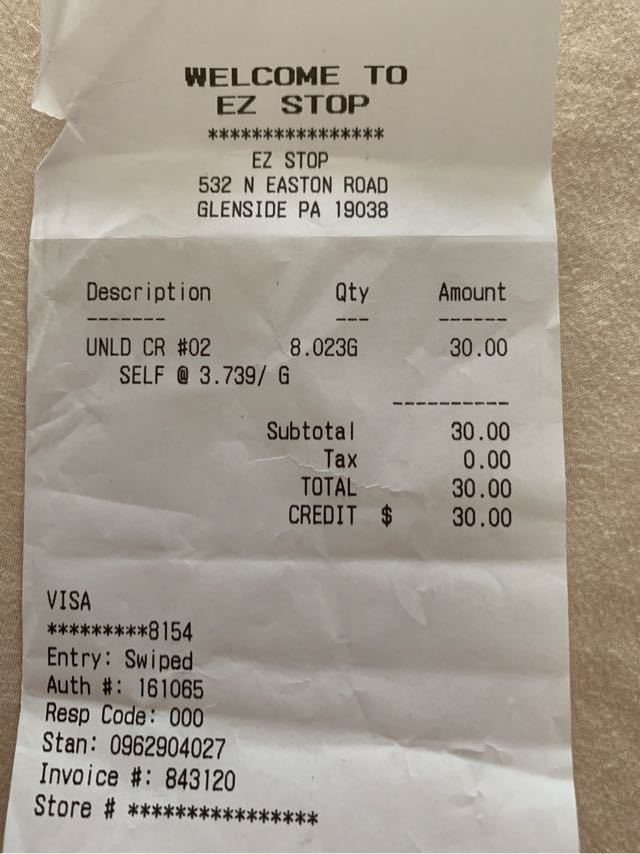 WELCOME TO
EZ STOP
****************
EZ STOP
532 N EASTON ROAD
GLENSIDE PA 19038
Description Qty Amount
------- --- ------
UNLD CR #02 8.023G 30.00
SELF @ 3.739/ G
----------
Subtotal 30.00
Tax 0.00
TOTAL 30.00
CREDIT $ 30.00
VISA
*********8154
Entry: Swiped
Auth #: 161065
Resp Code: 000
Stan: 0962904027
Invoice #: 843120
Store # ****************